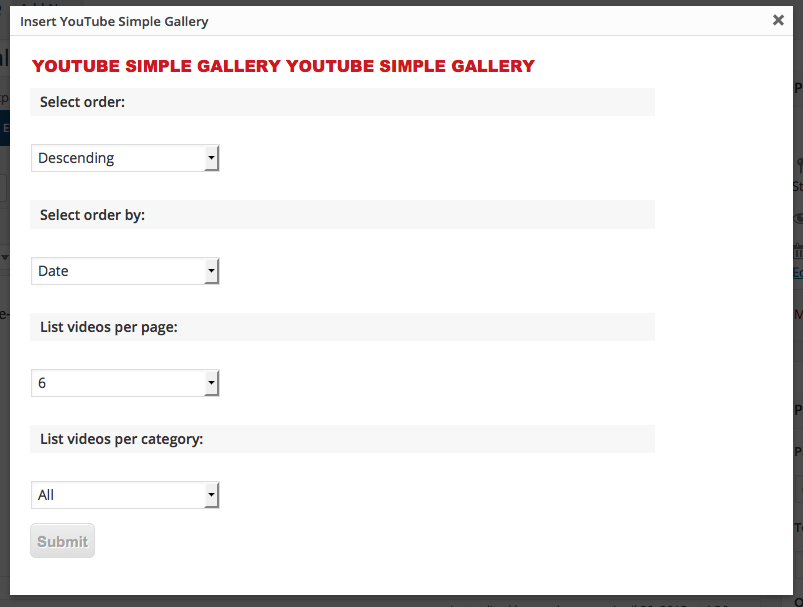 Insert YouTube Simple Gallery
YOUTUBE SIMPLE GALLERY YOUTUBE SIMPLE GALLERY
Select order:
Descending
Select order by:
Date
List videos per page:
6
List videos per category:
All
Submit